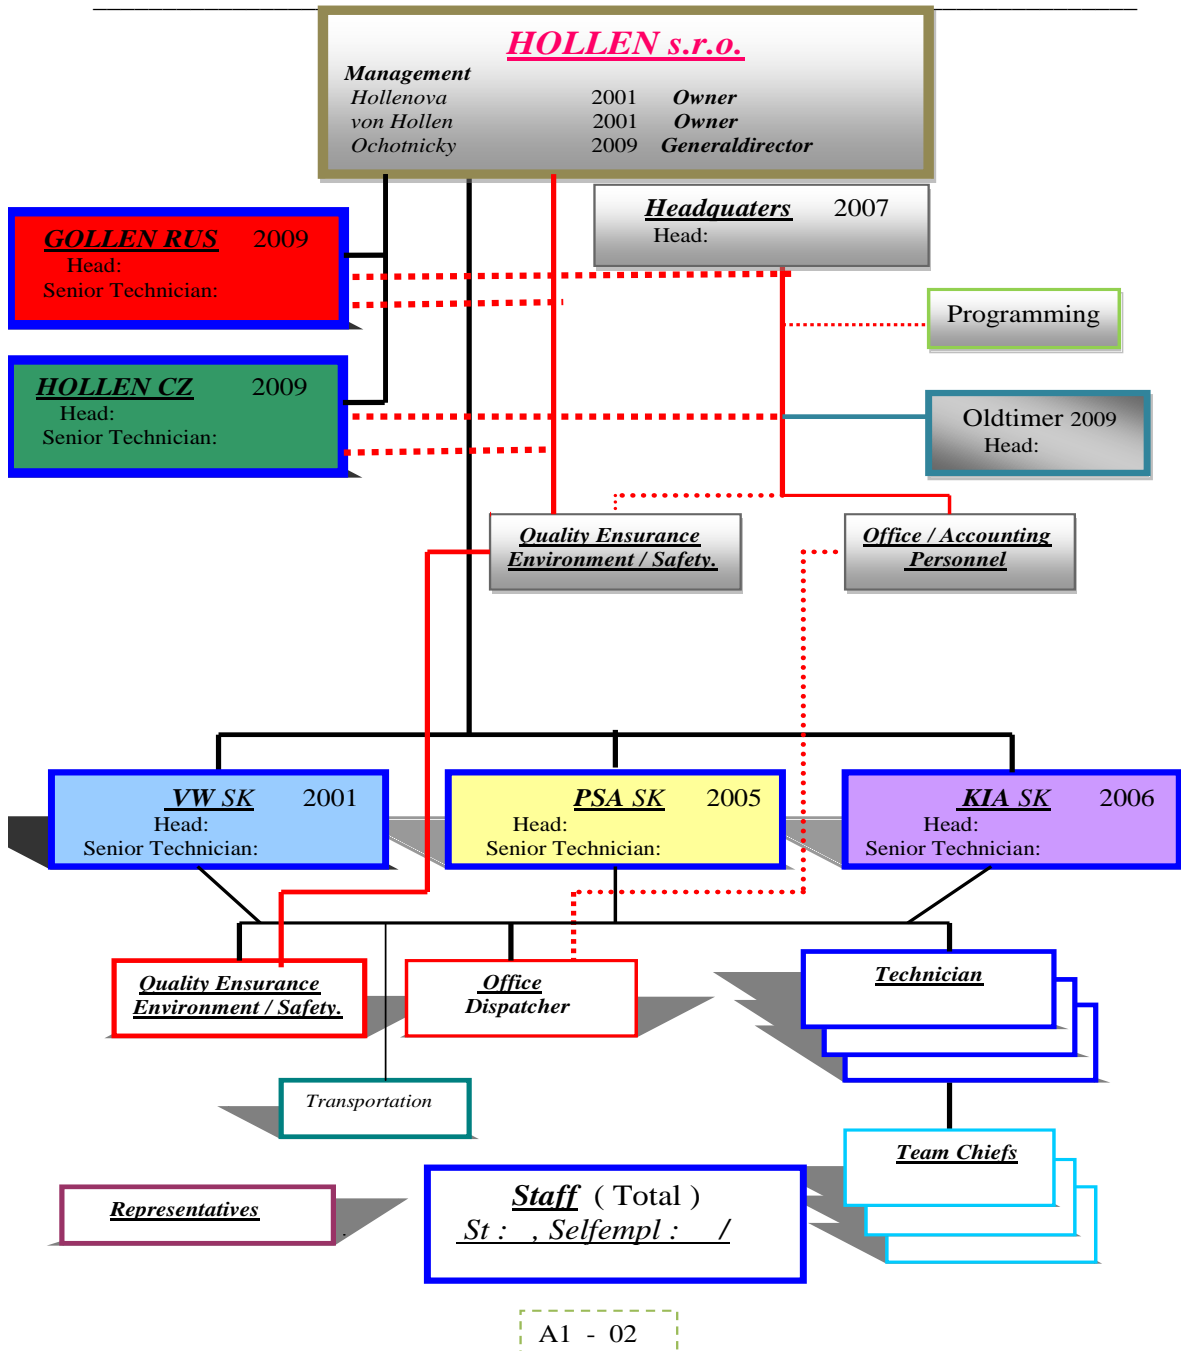 HOLLEN s.r.o.
Management
Hollenova 2001 Owner
von Hollen 2001 Owner
Ochotnicky 2009 Generaldirector
Headquaters 2007
Head:
GOLLEN RUS 2009
Head:
Senior Technician:
Programming
HOLLEN CZ 2009
Head:
Senior Technician:
Oldtimer 2009
Head:
Quality Ensurance
Environment / Safety.
Office / Accounting
Personnel
VW SK 2001
Head:
Senior Technician:
PSA SK 2005
Head:
Senior Technician:
KIA SK 2006
Head:
Senior Technician:
Quality Ensurance
Environment / Safety.
Office
Dispatcher
Technician
Transportation
Team Chiefs
Representatives
.
Staff ( Total )
St : , Selfempl : /
A1 - 02